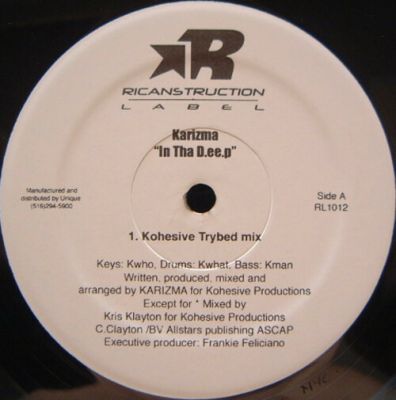 R
RICANSTRUCTION
LABEL
Karizma
"In Tha D.ee.p"
Manufactured and
distributed by Unique
(516)294-5900
Side A
RL1012
1. Kohesive Trybed mix
Keys: Kwho, Drums: Kwhat, Bass: Kman
Written, produced, mixed and
arranged by KARIZMA for Kohesive Productions
Except for * Mixed by
Kris Klayton for Kohesive Productions
C.Clayton /BV Allstars publishing ASCAP
Executive producer: Frankie Feliciano